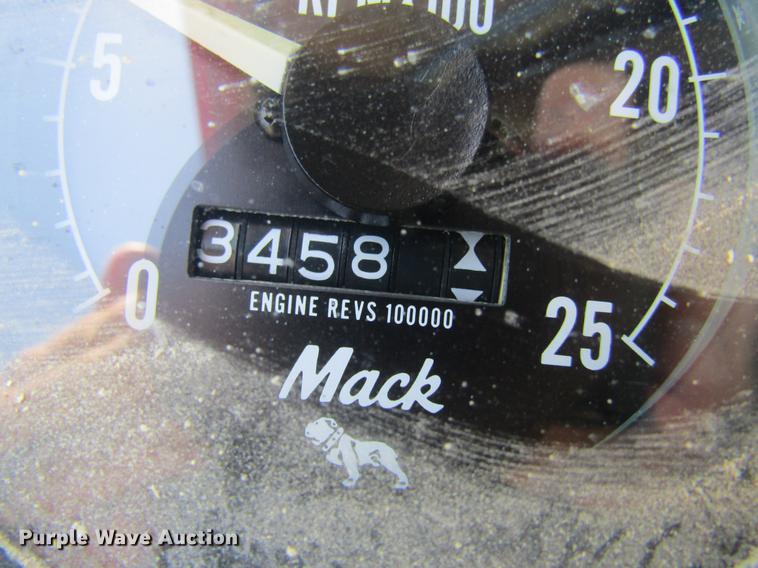 5
20
3458
ENGINE REVS 100000
0
25
Mack
Purple Wave Auction